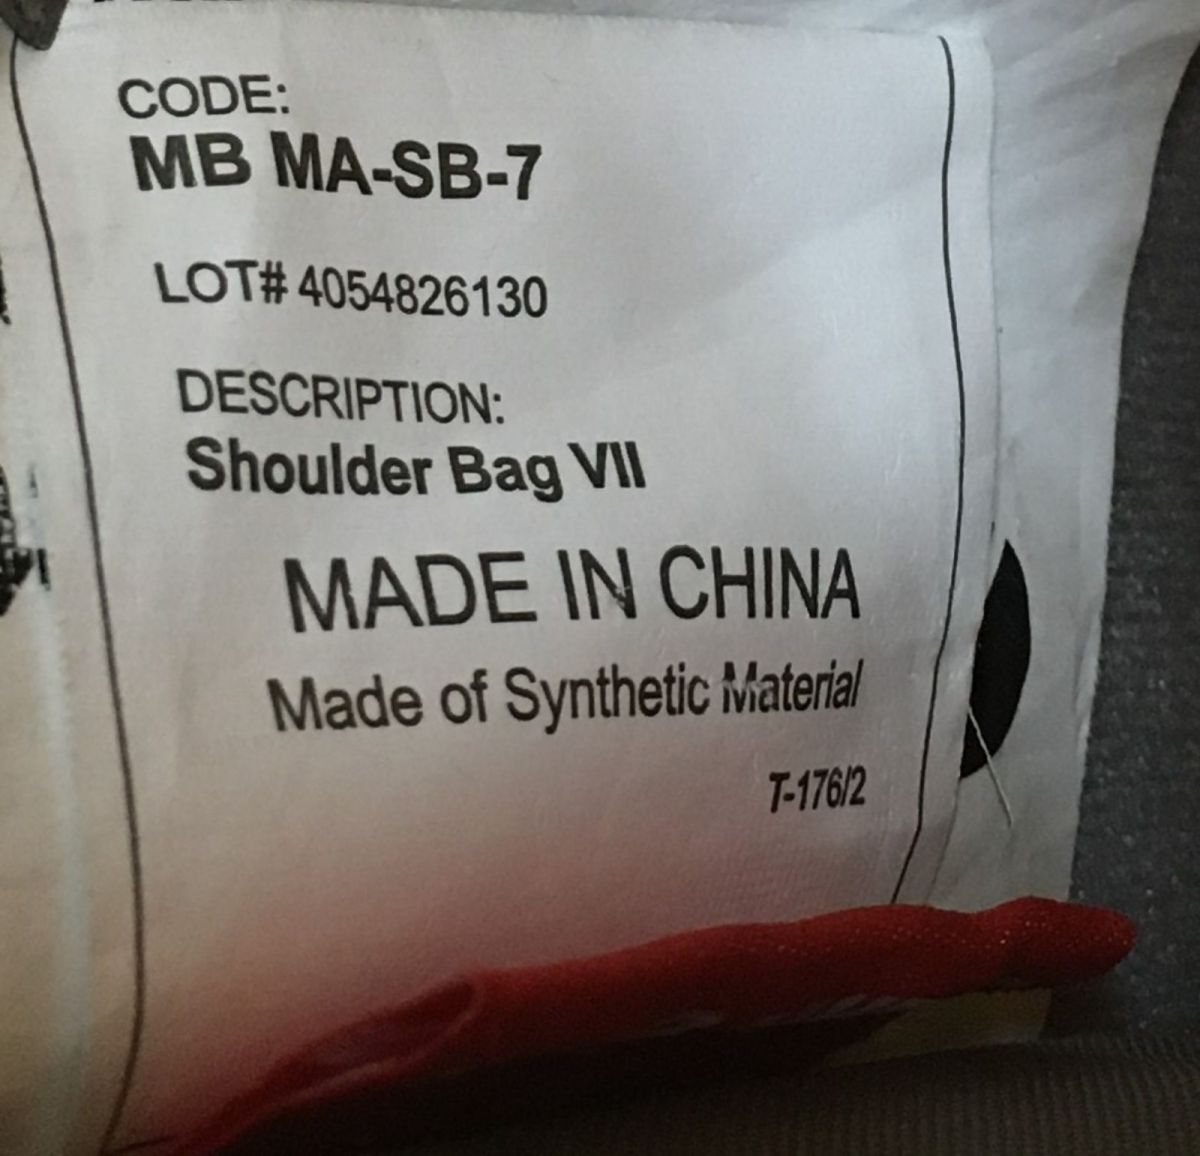 CODE:
MB MA-SB-7
LOT# 4054826130
DESCRIPTION:
Shoulder Bag VII
MADE IN CHINA
Made of Synthetic Material
T-176/2